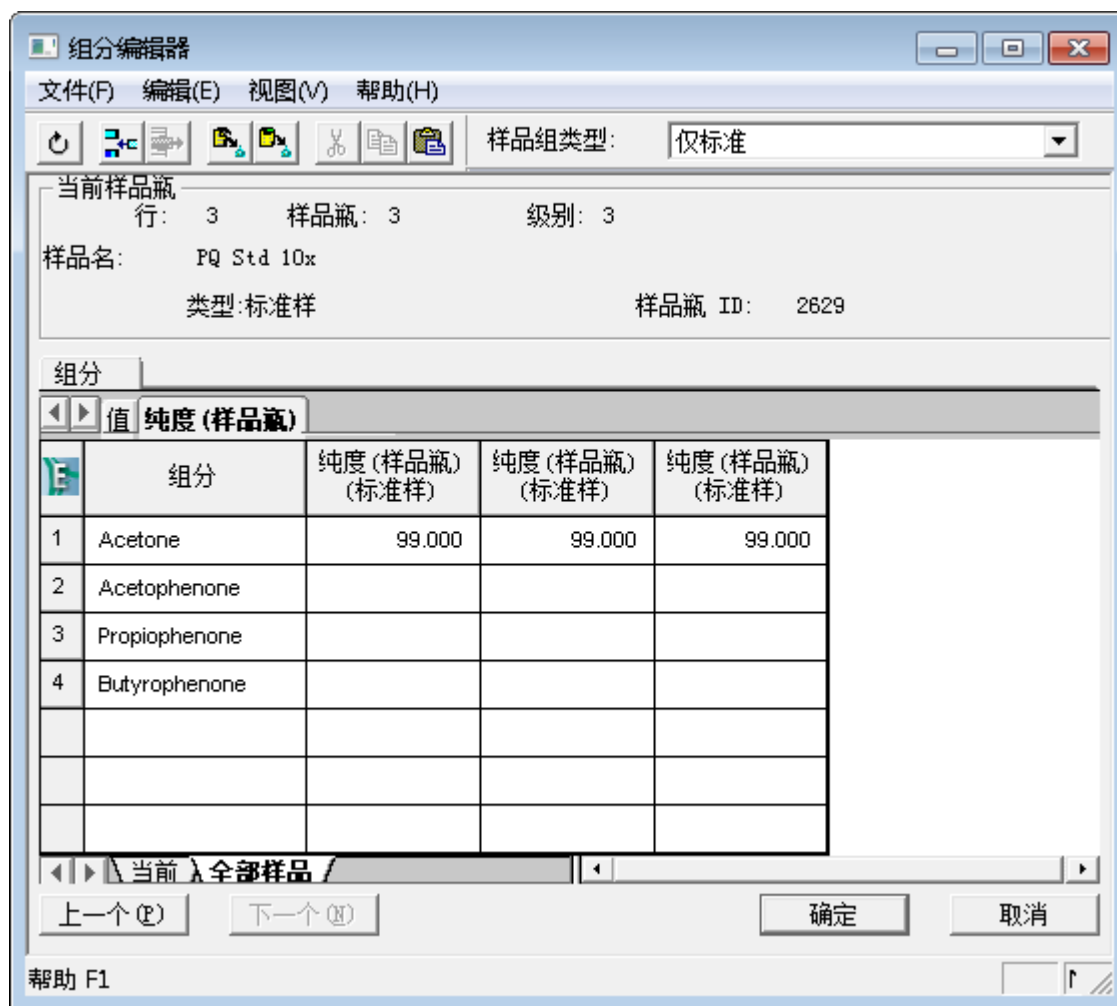 组分编辑器
文件(F) 编辑(E) 视图(V) 帮助(H)
样品组类型: 仅标准
当前样品瓶
行: 3 样品瓶: 3 级别: 3
样品名: PQ Std 10x
类型:标准样 样品瓶 ID: 2629
组分
值 纯度(样品瓶)
组分 纯度(样品瓶)(标准样) 纯度(样品瓶)(标准样) 纯度(样品瓶)(标准样)
1 Acetone 99.000 99.000 99.000
2 Acetophenone
3 Propiophenone
4 Butyrophenone
当前 全部样品
上一个(P) 下一个(N) 确定 取消
帮助 F1